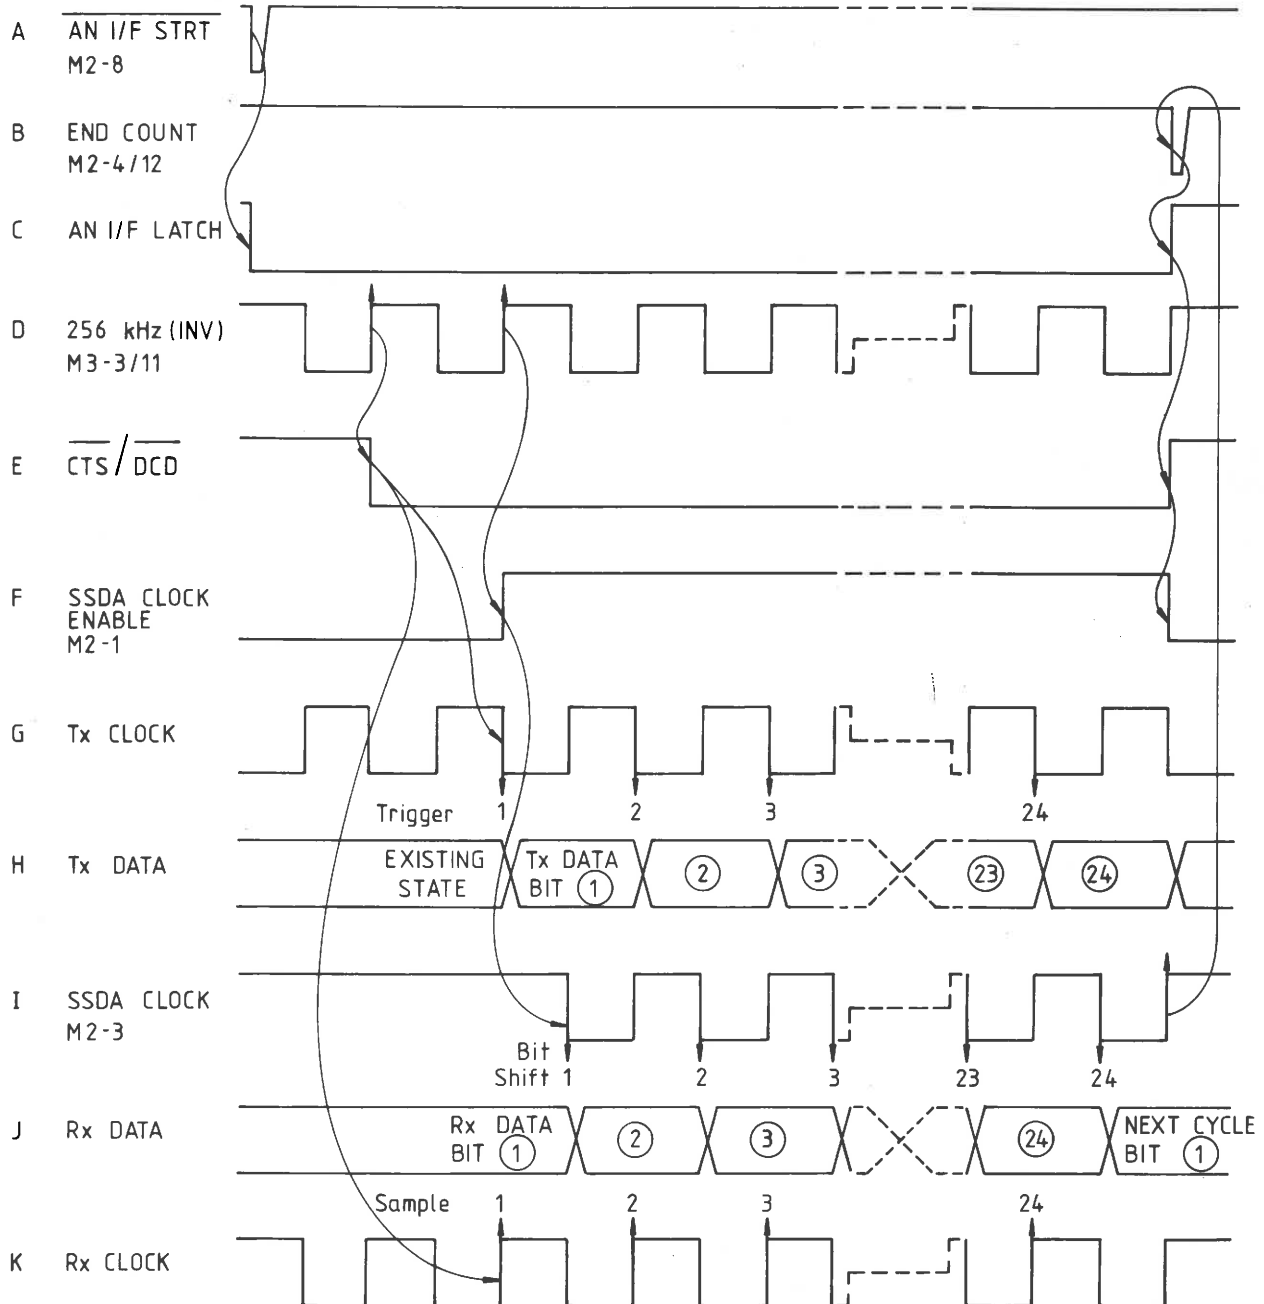 A AN I/F STRT
M2-8
B END COUNT
M2-4/12
C AN I/F LATCH
D 256 kHz (INV)
M3-3/11
E CTS/DCD
F SSDA CLOCK
ENABLE
M2-1
G Tx CLOCK
Trigger 1 2 3 24
H Tx DATA
EXISTING
STATE
Tx DATA
BIT 1
2 3 23 24
I SSDA CLOCK
M2-3
Bit
Shift 1 2 3 23 24
J Rx DATA
Rx DATA
BIT 1
2 3 24
NEXT CYCLE
BIT 1
Sample 1 2 3 24
K Rx CLOCK